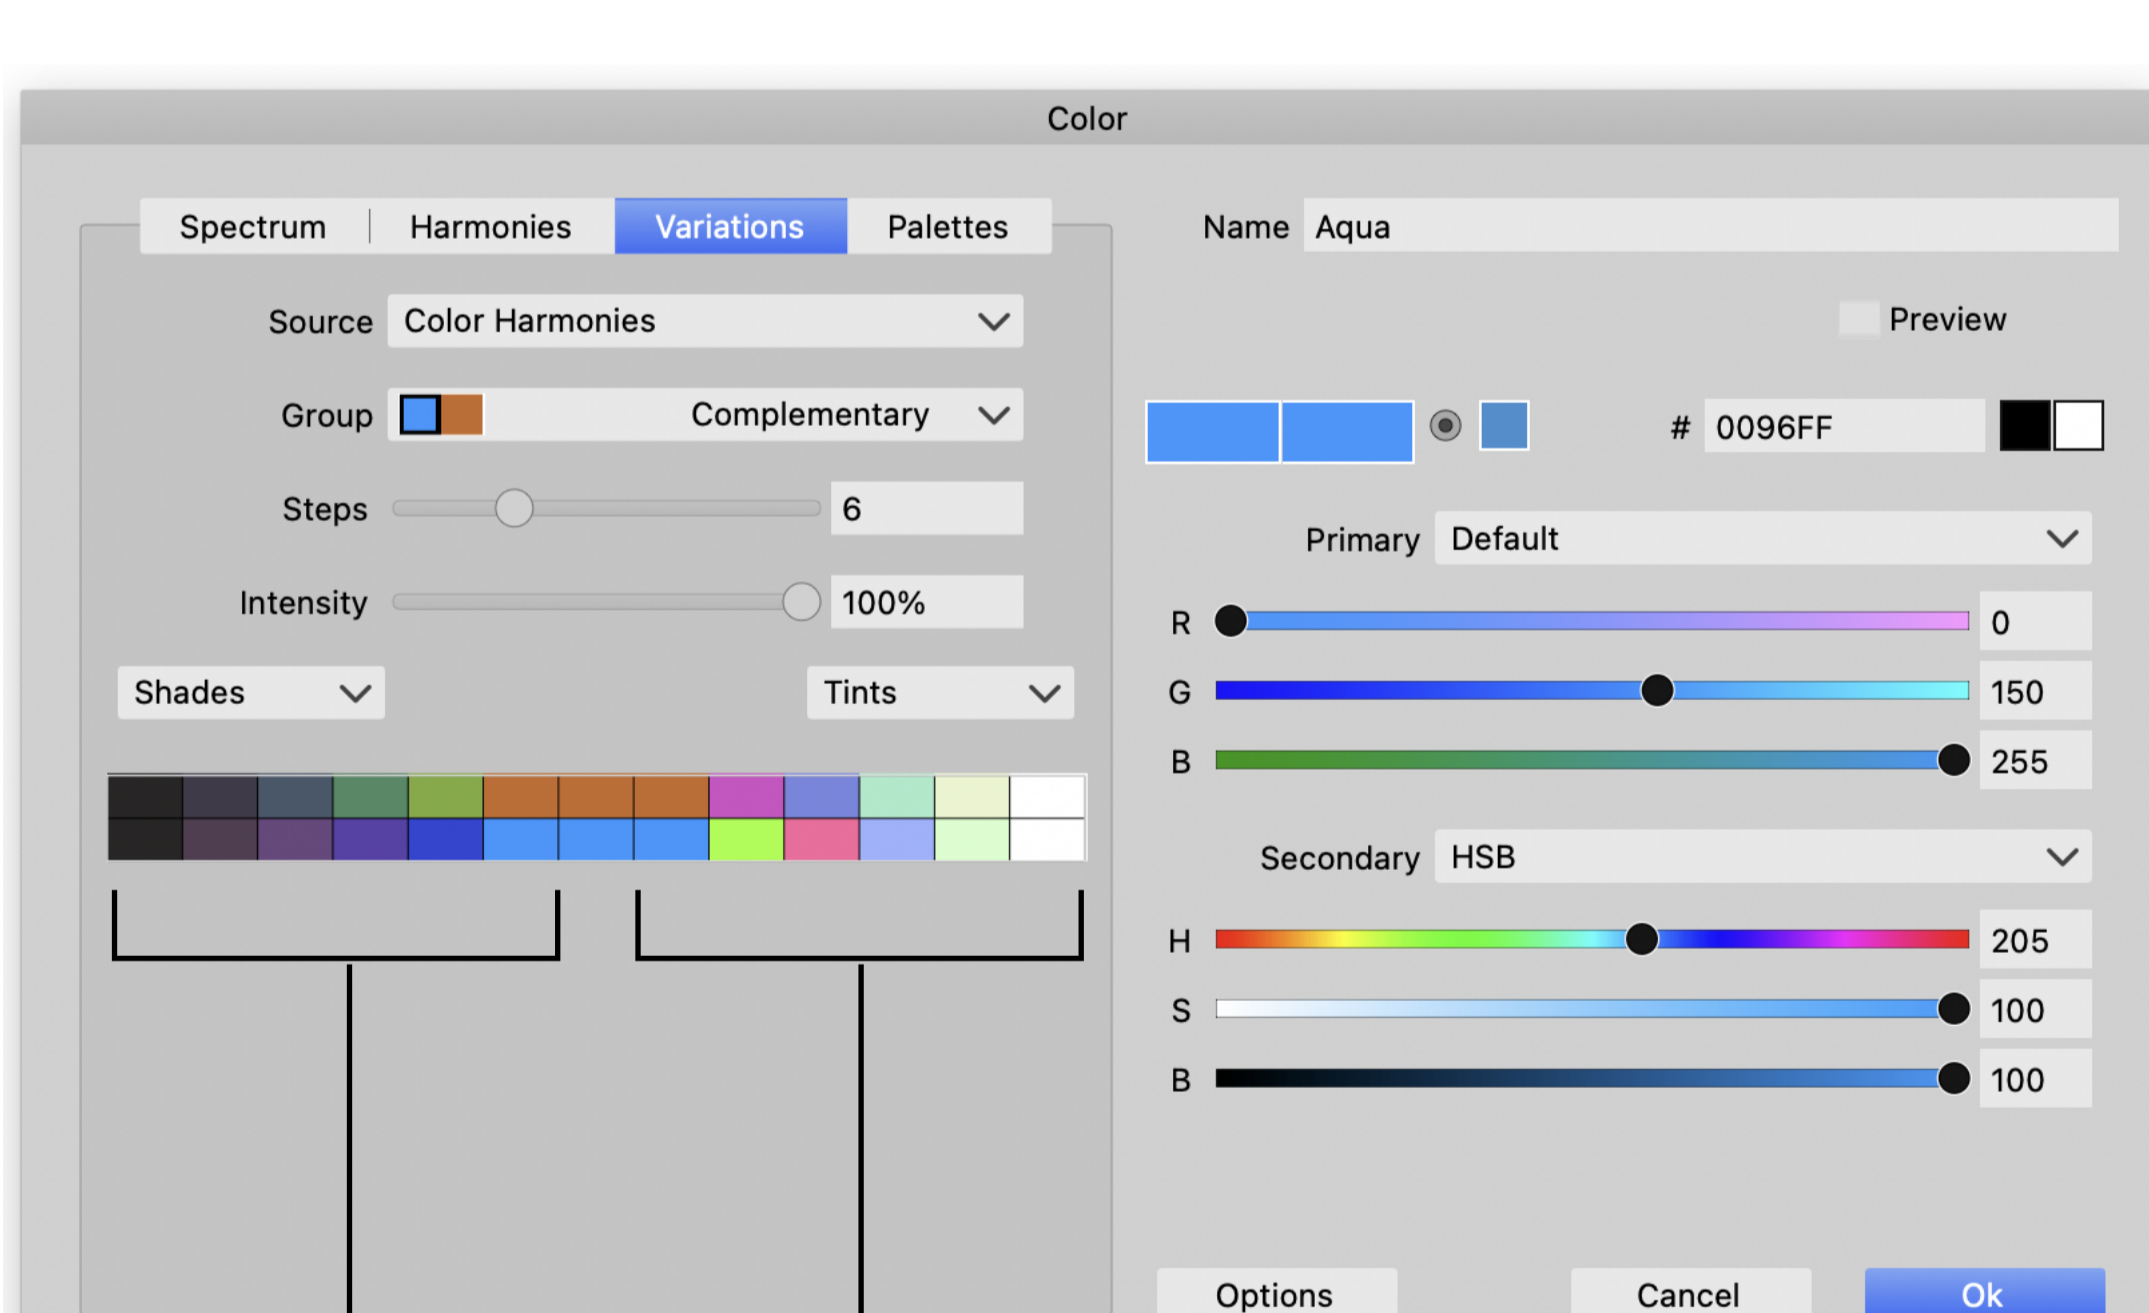 Color
Spectrum Harmonies Variations Palettes
Source Color Harmonies
Group Complementary
Steps 6
Intensity 100%
Shades Tints
Name Aqua
Preview
# 0096FF
Primary Default
R 0
G 150
B 255
Secondary HSB
H 205
S 100
B 100
Options Cancel Ok